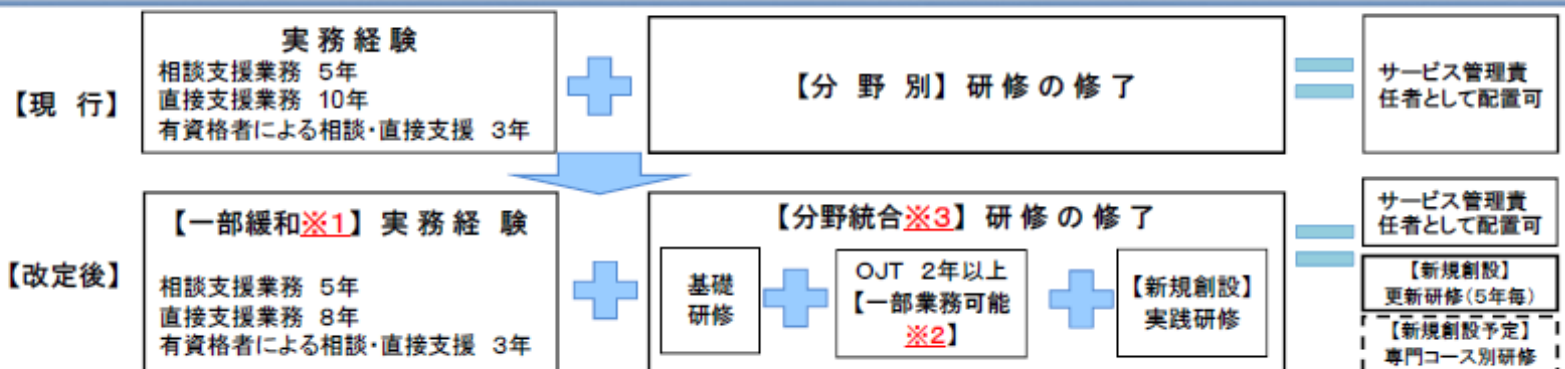 【現 行】
実 務 経 験
相談支援業務 5年
直接支援業務 10年
有資格者による相談・直接支援 3年
【分 野 別】 研 修 の 修 了
サービス管理責
任者として配置可
【改定後】
【一部緩和※1】 実 務 経 験
相談支援業務 5年
直接支援業務 8年
有資格者による相談・直接支援 3年
【分野統合※3】 研 修 の 修 了
基礎
研修
OJT 2年以上
【一部業務可能
※2】
【新規創設】
実践研修
サービス管理責
任者として配置可
【新規創設】
更新研修(5年毎)
【新規創設予定】
専門コース別研修